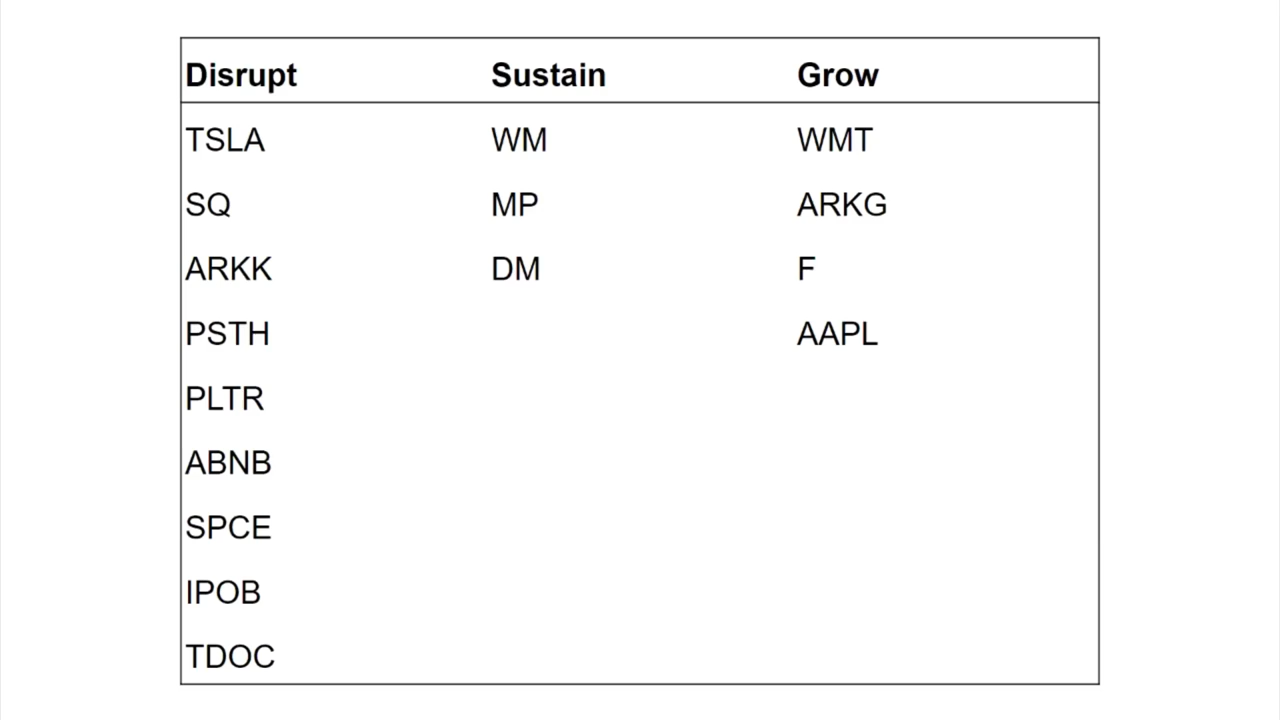 Disrupt Sustain Grow
TSLA WM WMT
SQ MP ARKG
ARKK DM F
PSTH AAPL
PLTR
ABNB
SPCE
IPOB
TDOC